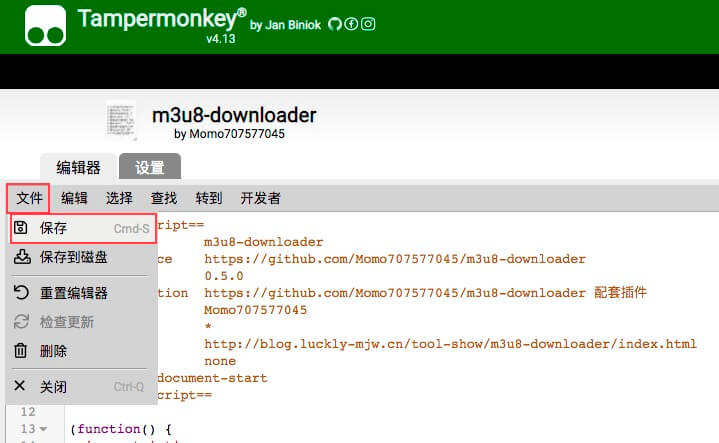 Tampermonkey® by Jan Biniok
v4.13
m3u8-downloader
by Momo707577045
编辑器 设置
文件 编辑 选择 查找 转到 开发者
保存 Cmd-S
保存到磁盘
重置编辑器
检查更新
删除
关闭 Ctrl-Q
ript==
m3u8-downloader
ce https://github.com/Momo707577045/m3u8-downloader
0.5.0
tion https://github.com/Momo707577045/m3u8-downloader 配套插件
Momo707577045
*
http://blog.luckly-mjw.cn/tool-show/m3u8-downloader/index.html
none
document-start
cript==
12
13 (function() {